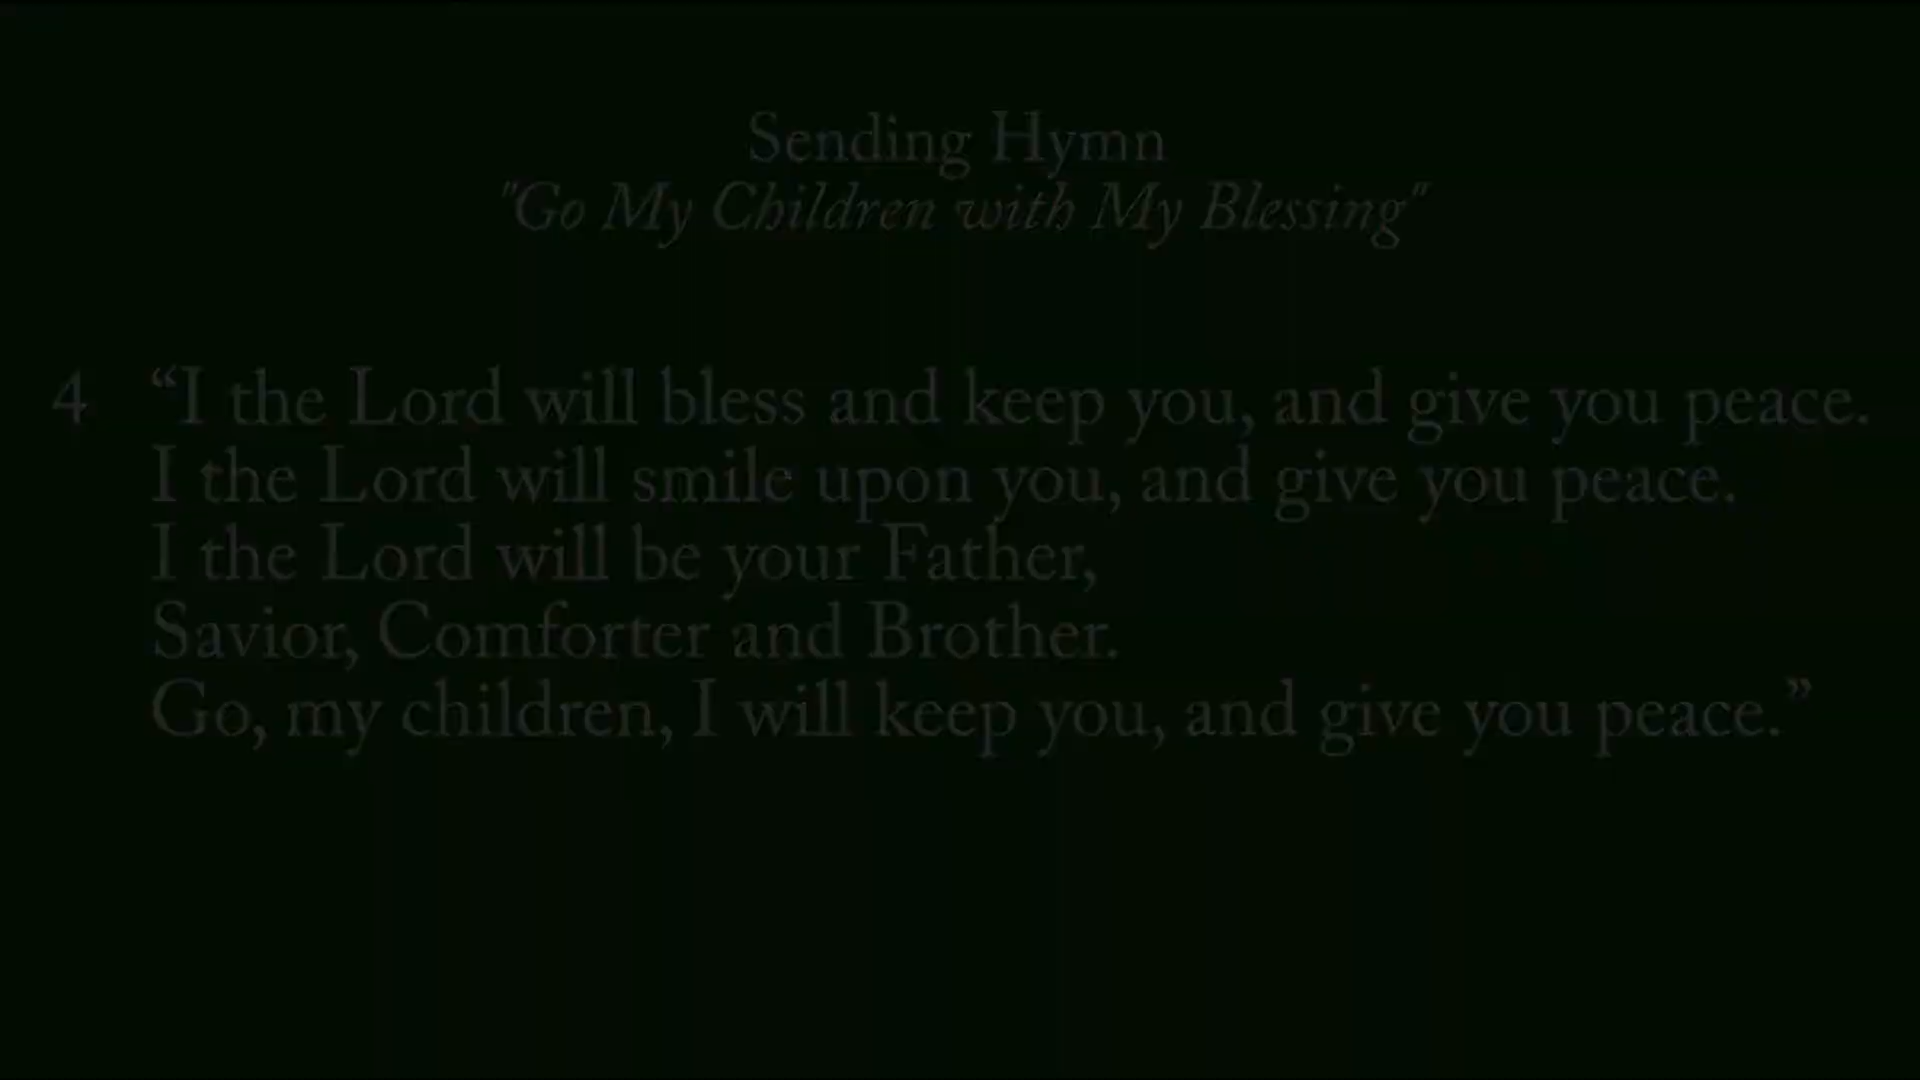 Sending Hymn
"Go My Children with My Blessing"
4 “I the Lord will bless and keep you, and give you peace.
I the Lord will smile upon you, and give you peace.
I the Lord will be your Father,
Savior, Comforter and Brother.
Go, my children, I will keep you, and give you peace.”